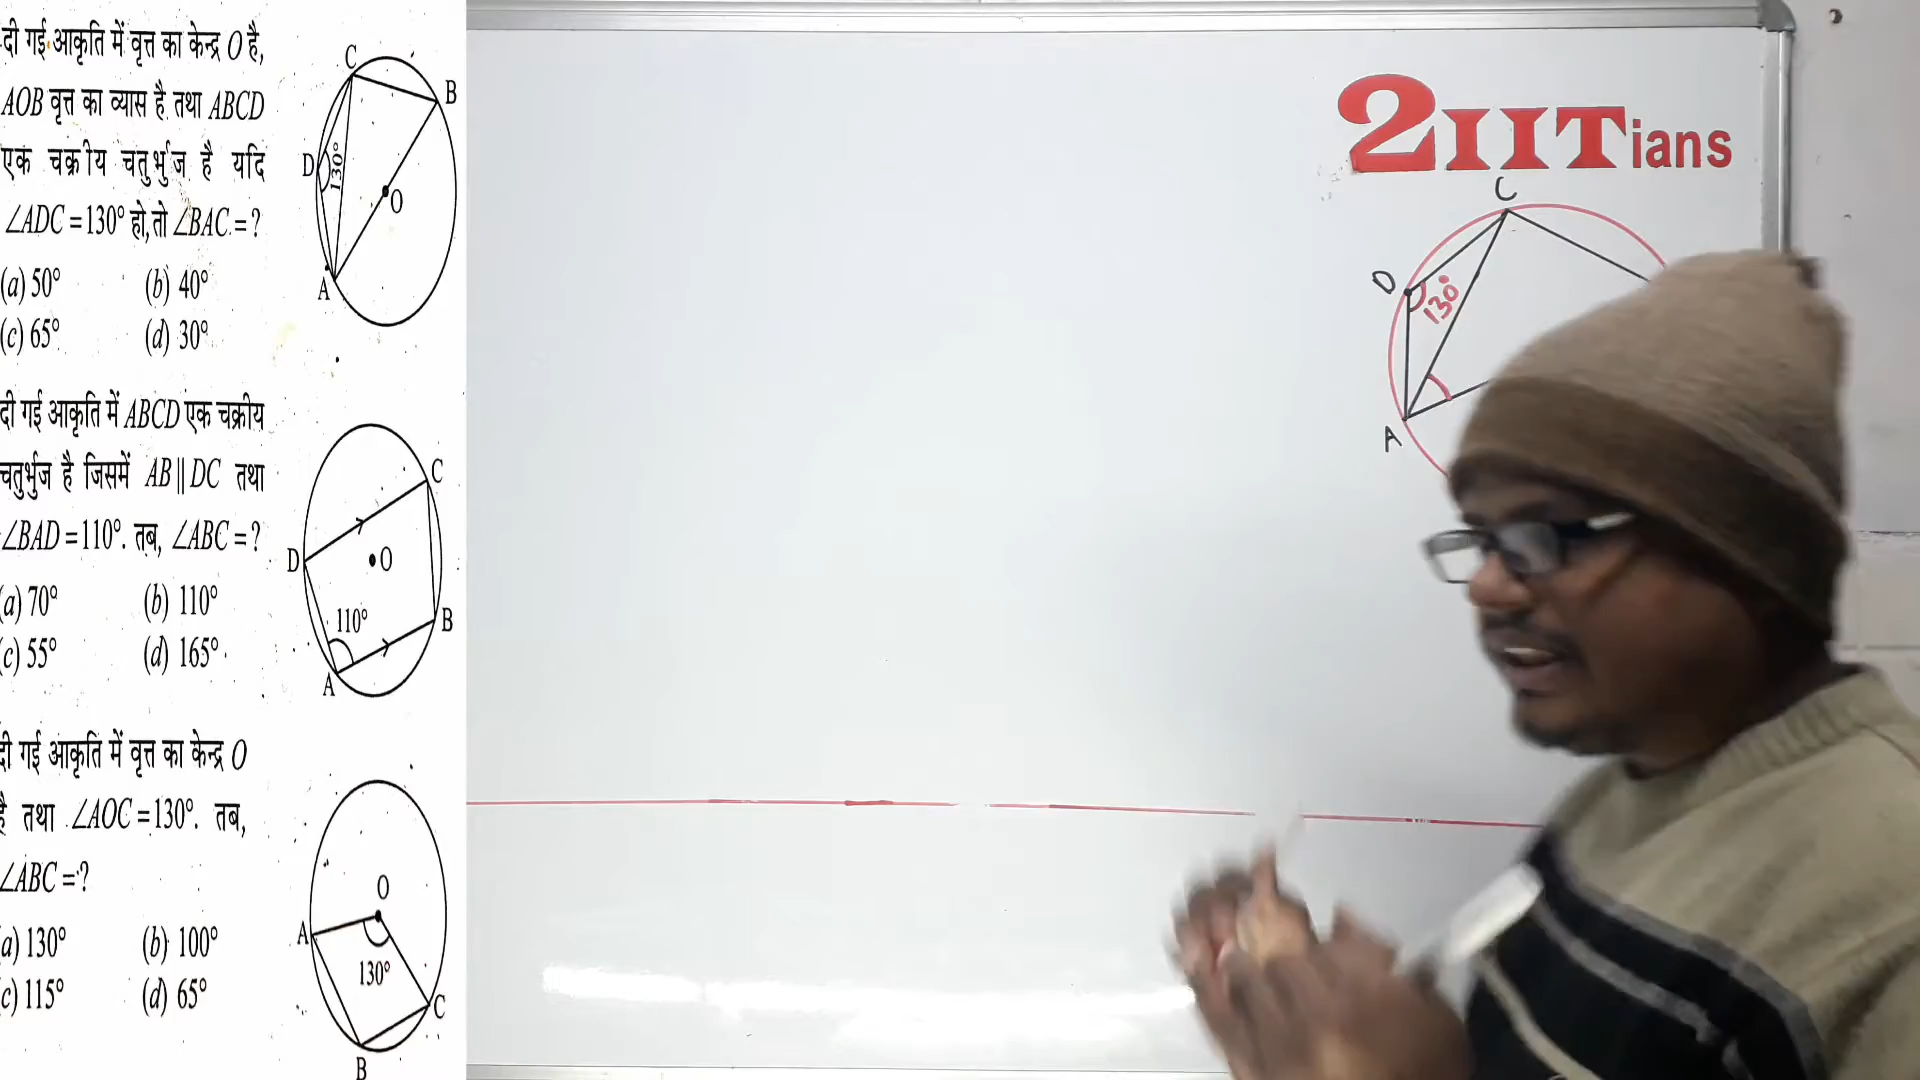 दी गई आकृति में वृत्त का केन्द्र O है,
AOB वृत्त का व्यास है तथा ABCD
एक चक्रीय चतुर्भुज है यदि
∠ADC = 130° हो, तो ∠BAC = ?
(a) 50° (b) 40°
(c) 65° (d) 30°
C
B
D
130°
O
A
दी गई आकृति में ABCD एक चक्रीय
चतुर्भुज है जिसमें AB || DC तथा
∠BAD = 110°. तब, ∠ABC = ?
(a) 70° (b) 110°
(c) 55° (d) 165°
C
D
O
110°
B
A
दी गई आकृति में वृत्त का केन्द्र O
है तथा ∠AOC = 130°. तब,
∠ABC = ?
(a) 130° (b) 100°
(c) 115° (d) 65°
O
A
130°
C
B
2IITians
C
D
130°
A